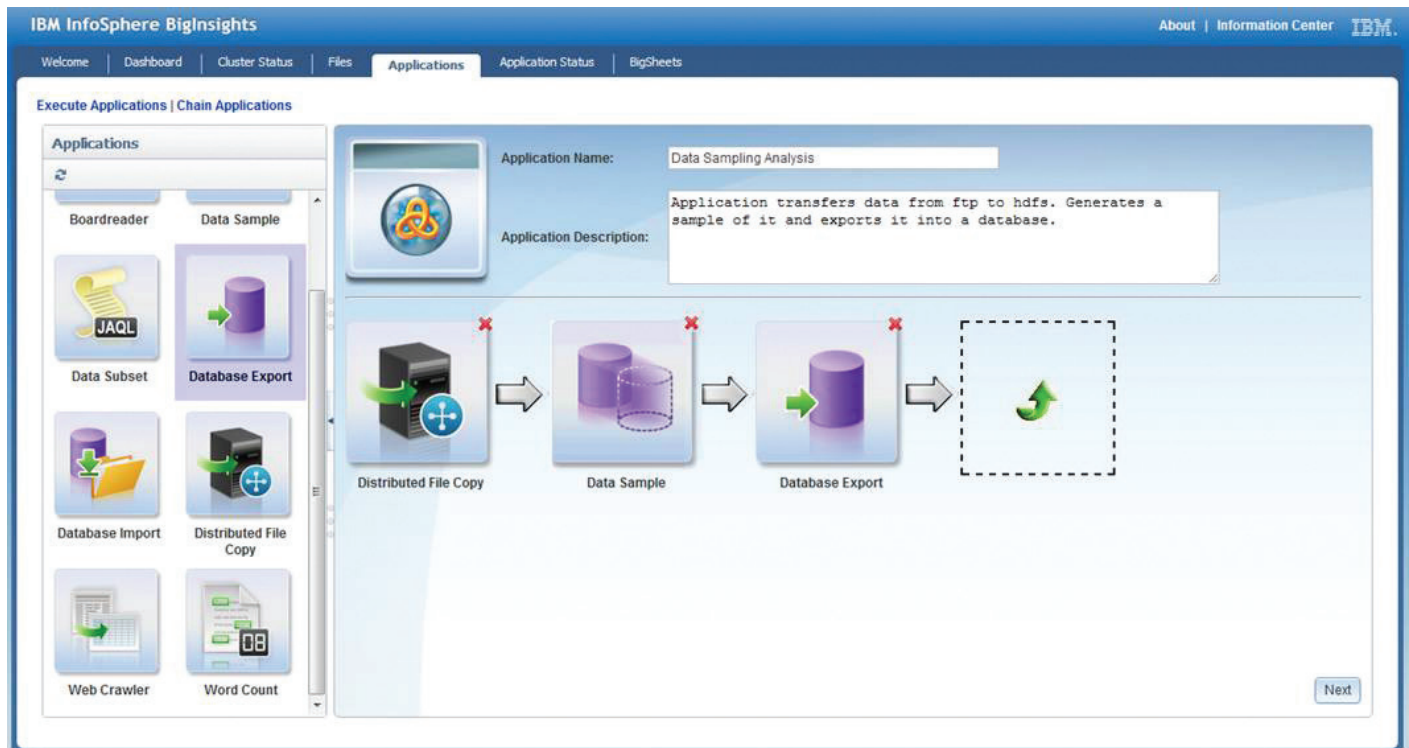 IBM InfoSphere BigInsights
About | Information Center IBM.
Welcome | Dashboard | Cluster Status | Files Applications Application Status | BigSheets
Execute Applications | Chain Applications
Applications
Boardreader
Data Sample
JAQL
Data Subset
Database Export
Database Import
Distributed File
Copy
08
Web Crawler
Word Count
Application Name:
Data Sampling Analysis
Application Description:
Application transfers data from ftp to hdfs. Generates a
sample of it and exports it into a database.
Distributed File Copy
Data Sample
Database Export
Next